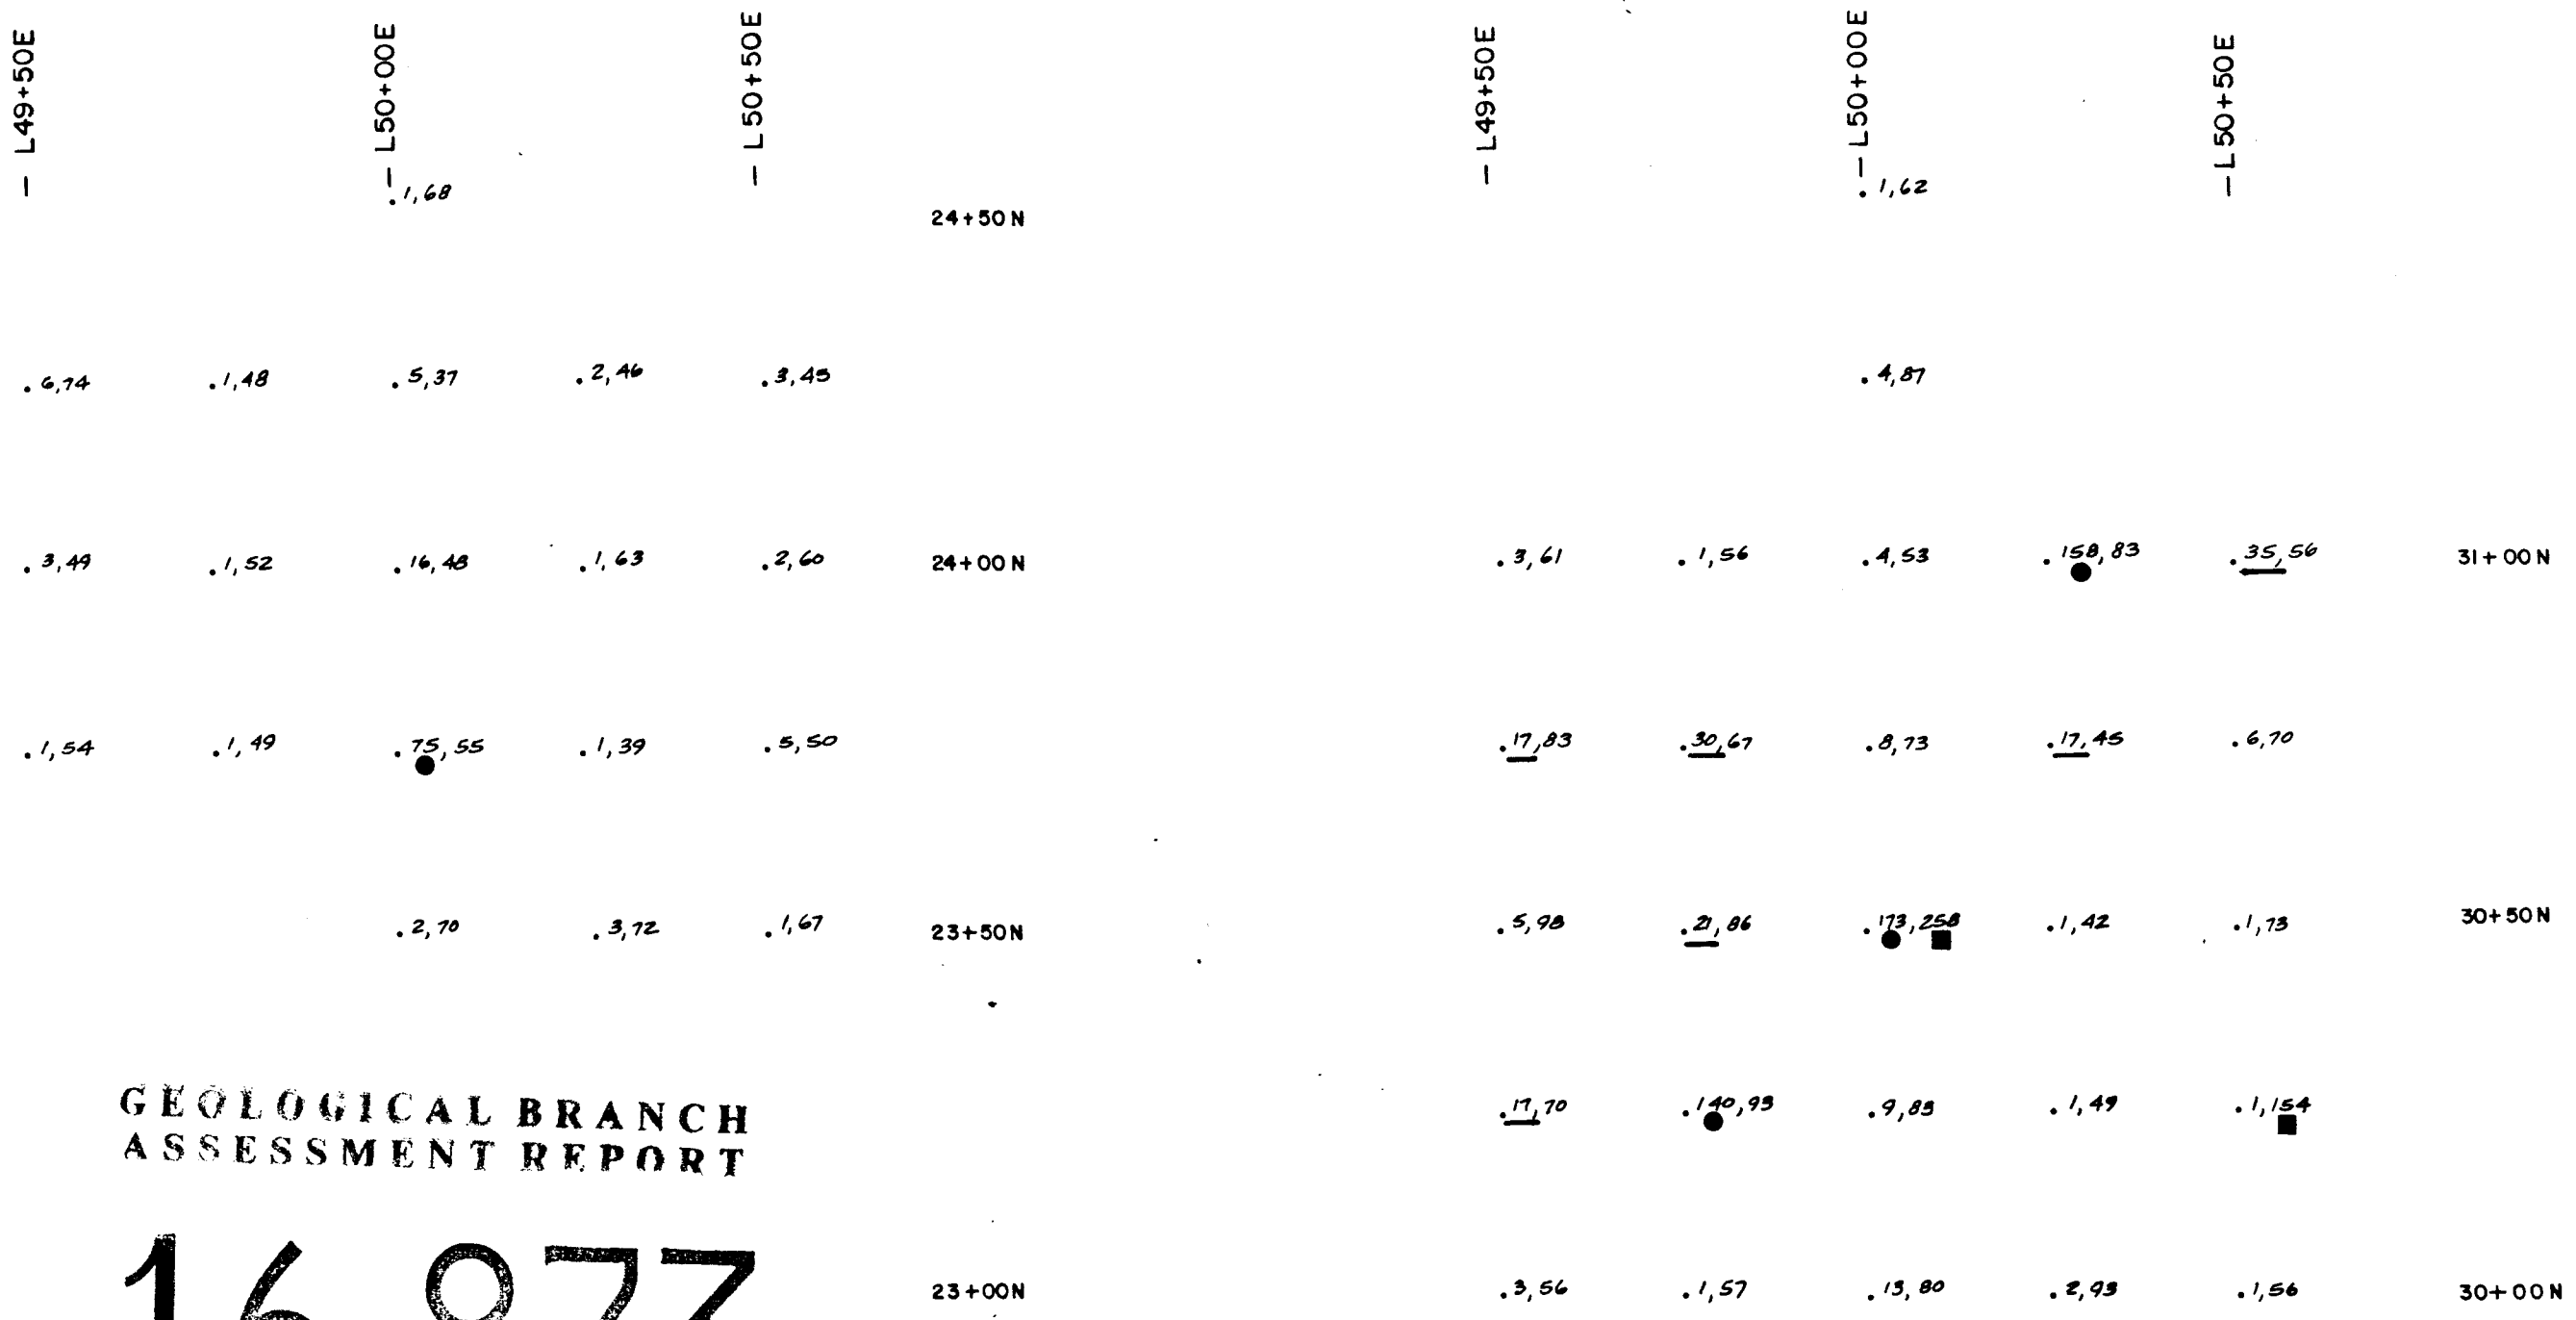 L49+50E L50+00E L50+50E L49+50E L50+00E L50+50E
1,68 1,62
24+50N
6,74 1,48 5,37 2,46 3,45 4,87
3,49 1,52 16,48 1,63 2,60 24+00N 3,61 1,56 4,53 158,83 35,56 31+00N
1,54 1,49 75,55 1,39 5,50 17,83 30,67 8,73 17,45 6,70
2,70 3,72 1,67 23+50N 5,98 21,86 173,258 1,42 1,73 30+50N
GEOLOGICAL BRANCH 17,70 140,93 9,83 1,49 1,154
ASSESSMENT REPORT
23+00N 3,56 1,57 13,80 2,93 1,56 30+00N